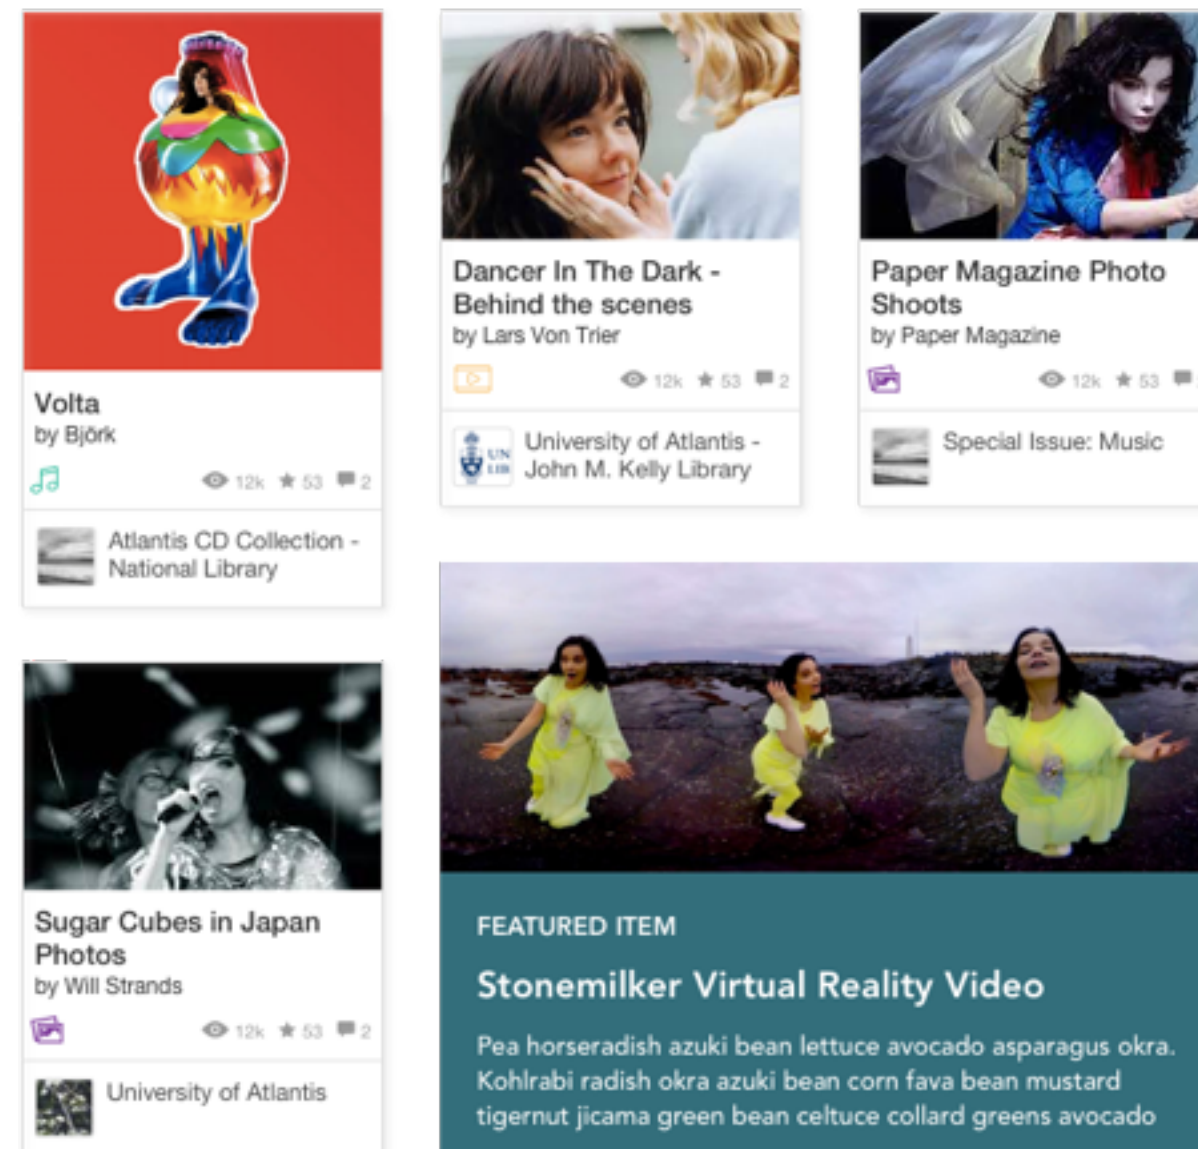 Volta
by Björk
12k 53 2
Atlantis CD Collection -
National Library
Dancer In The Dark -
Behind the scenes
by Lars Von Trier
12k 53 2
UN
LIB
University of Atlantis -
John M. Kelly Library
Paper Magazine Photo
Shoots
by Paper Magazine
12k 53
Special Issue: Music
Sugar Cubes in Japan
Photos
by Will Strands
12k 53 2
University of Atlantis
FEATURED ITEM
Stonemilker Virtual Reality Video
Pea horseradish azuki bean lettuce avocado asparagus okra.
Kohlrabi radish okra azuki bean corn fava bean mustard
tigernut jicama green bean celtuce collard greens avocado